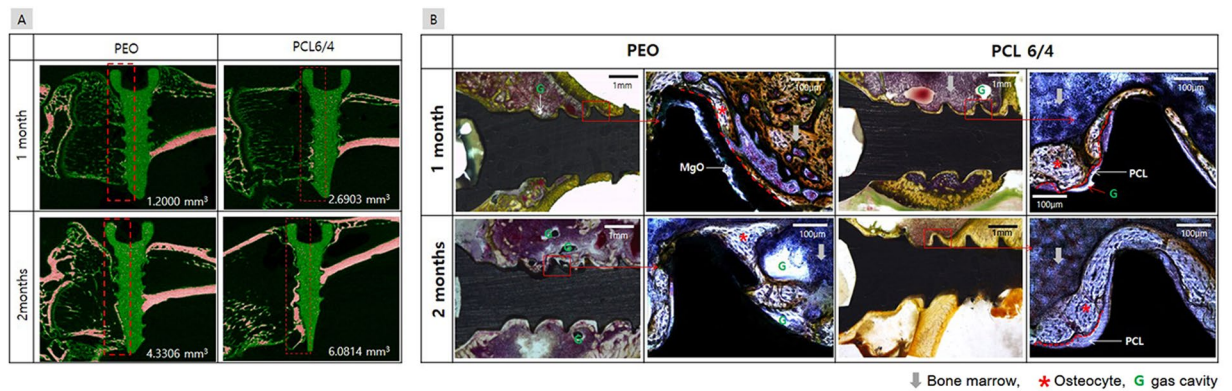 A
PEO
PCL6/4
1 month
1.2000 mm³
2.6903 mm³
2months
4.3306 mm³
6.0814 mm³
B
PEO
PCL 6/4
1 month
G
1mm
100µm
*
MgO
G
1mm
100µm
*
PCL
G
100µm
2 months
G
G
1mm
G
*
100µm
G
G
1mm
100µm
*
PCL
Bone marrow, * Osteocyte, G gas cavity